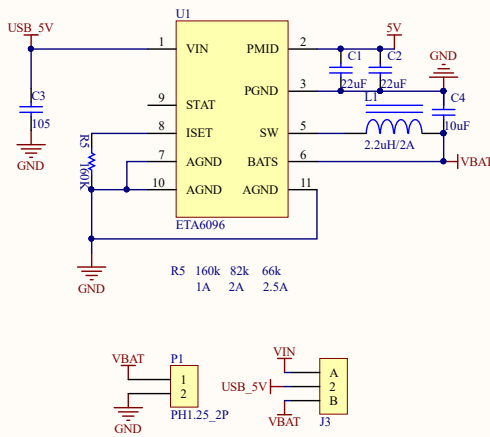 USB_5V
U1
1 VIN PMID 2
5V
C1 C2
22uF 22uF
GND
PGND 3
L1
C3
105
GND
9 STAT
C4
10uF
8 ISET SW 5
2.2uH/2A
R5
160K
7 AGND BATS 6
VBAT
10 AGND AGND 11
ETA6096
GND
R5 160k 82k 66k
1A 2A 2.5A
VBAT
P1
1
2
GND
PH1.25_2P
VIN
USB_5V
A
2
B
VBAT
J3